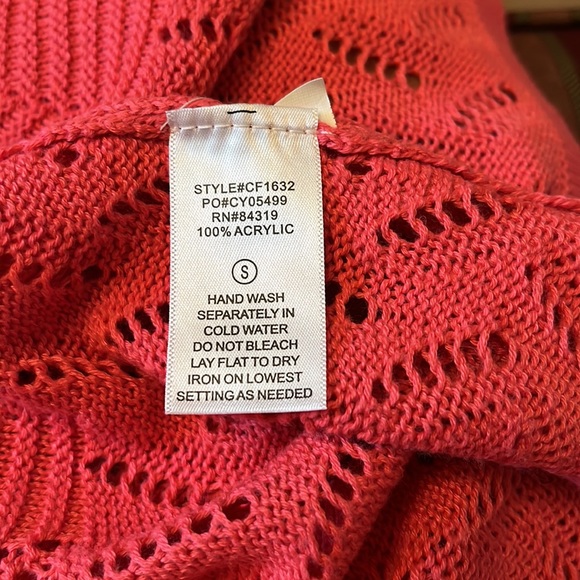 STYLE#CF1632
PO#CY05499
RN#84319
100% ACRYLIC
S
HAND WASH
SEPARATELY IN
COLD WATER
DO NOT BLEACH
LAY FLAT TO DRY
IRON ON LOWEST
SETTING AS NEEDED